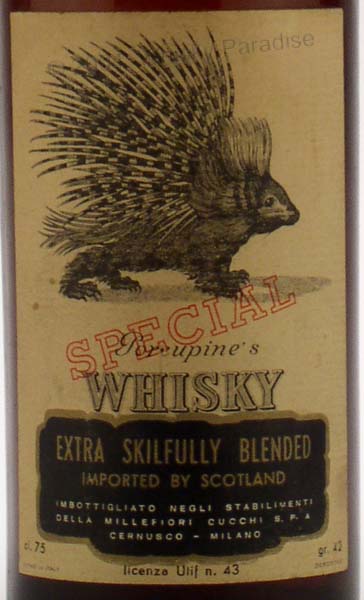 Paradise
SPECIAL
Porcupine's
WHISKY
EXTRA SKILFULLY BLENDED
IMPORTED BY SCOTLAND
IMBOTTIGLIATO NEGLI STABILIMENTI
DELLA MILLEFIORI CUCCHI S.P.A
CERNUSCO - MILANO
cl. 75
gr. 42
licenza Ulif n. 43